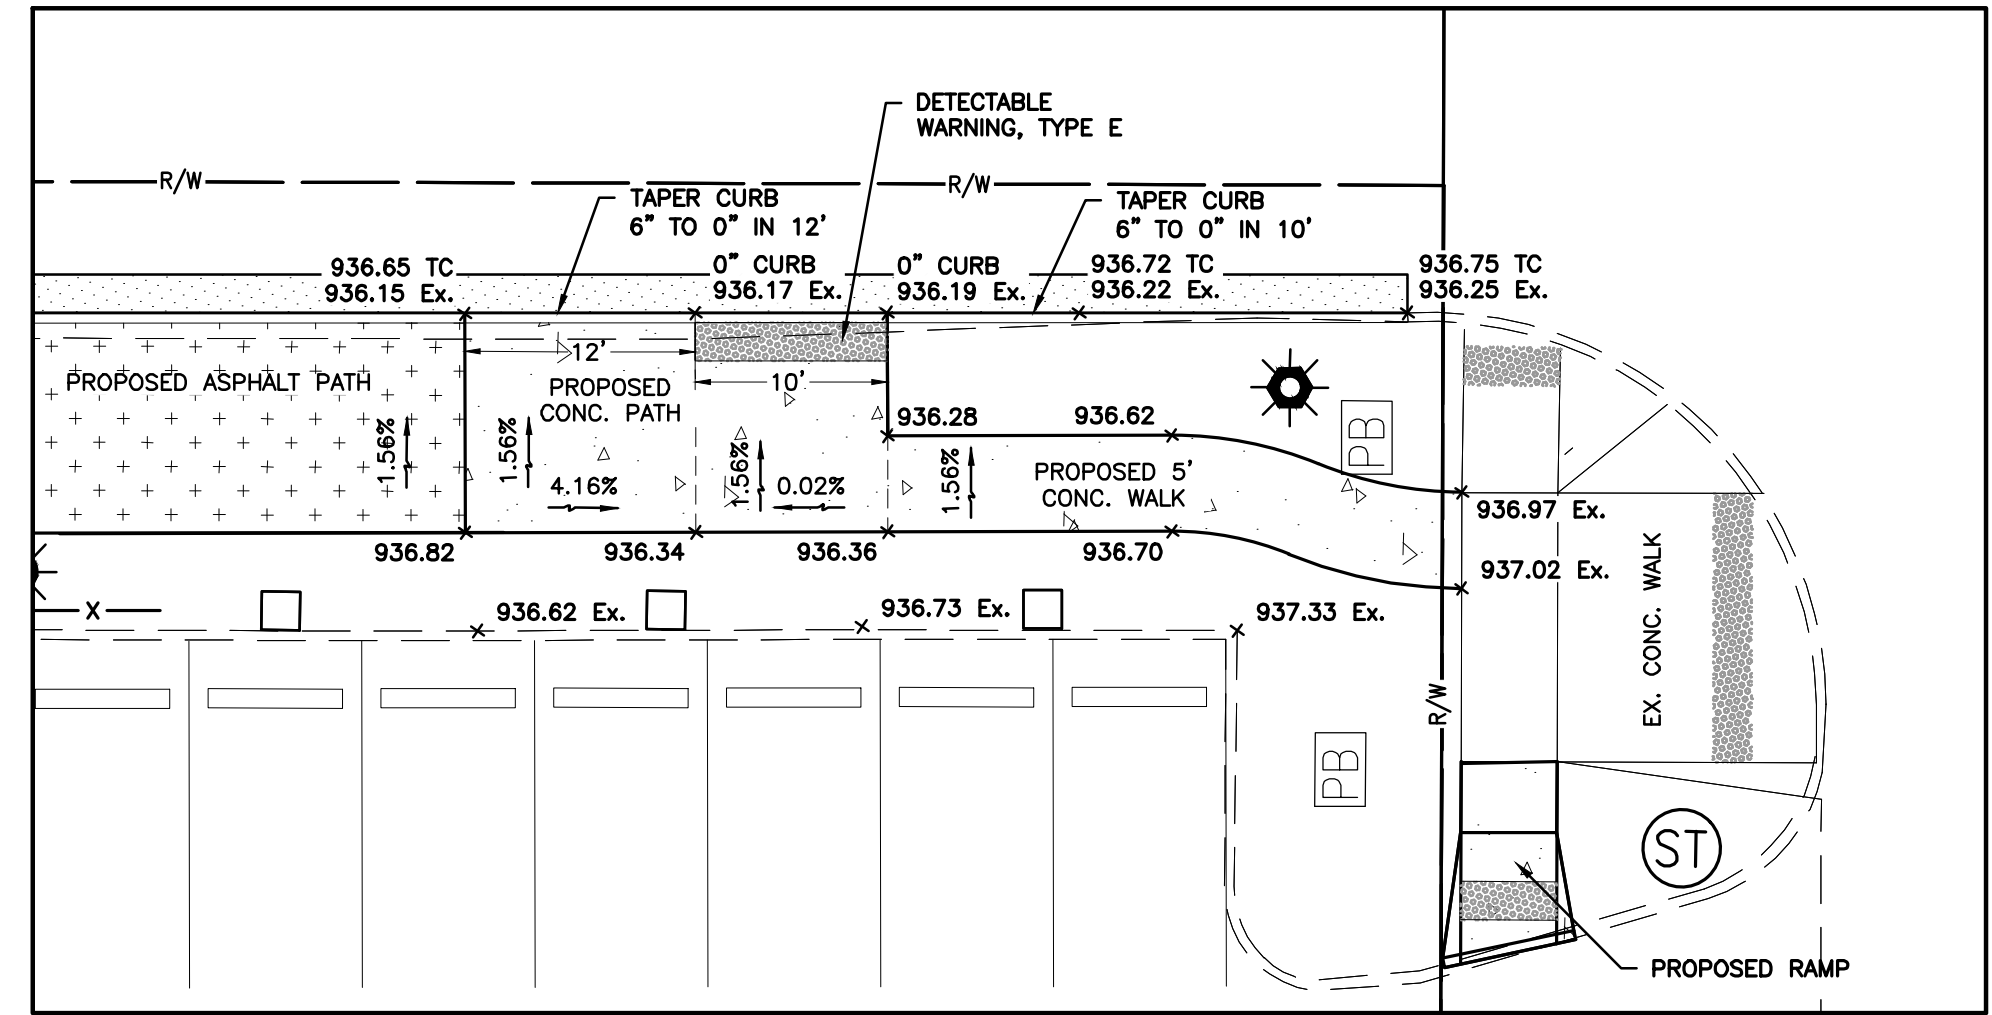 DETECTABLE
WARNING, TYPE E
R/W
R/W
TAPER CURB
6" TO 0" IN 12'
TAPER CURB
6" TO 0" IN 10'
936.65 TC
936.15 Ex.
0" CURB
936.17 Ex.
0" CURB
936.19 Ex.
936.72 TC
936.22 Ex.
936.75 TC
936.25 Ex.
12'
10'
PROPOSED ASPHALT PATH
PROPOSED
CONC. PATH
936.28
936.62
PB
1.56%
1.56%
1.56%
1.56%
4.16%
0.02%
PROPOSED 5'
CONC. WALK
936.97 Ex.
936.82
936.34
936.36
936.70
937.02 Ex.
EX. CONC. WALK
X
936.62 Ex.
936.73 Ex.
937.33 Ex.
R/W
PB
ST
PROPOSED RAMP